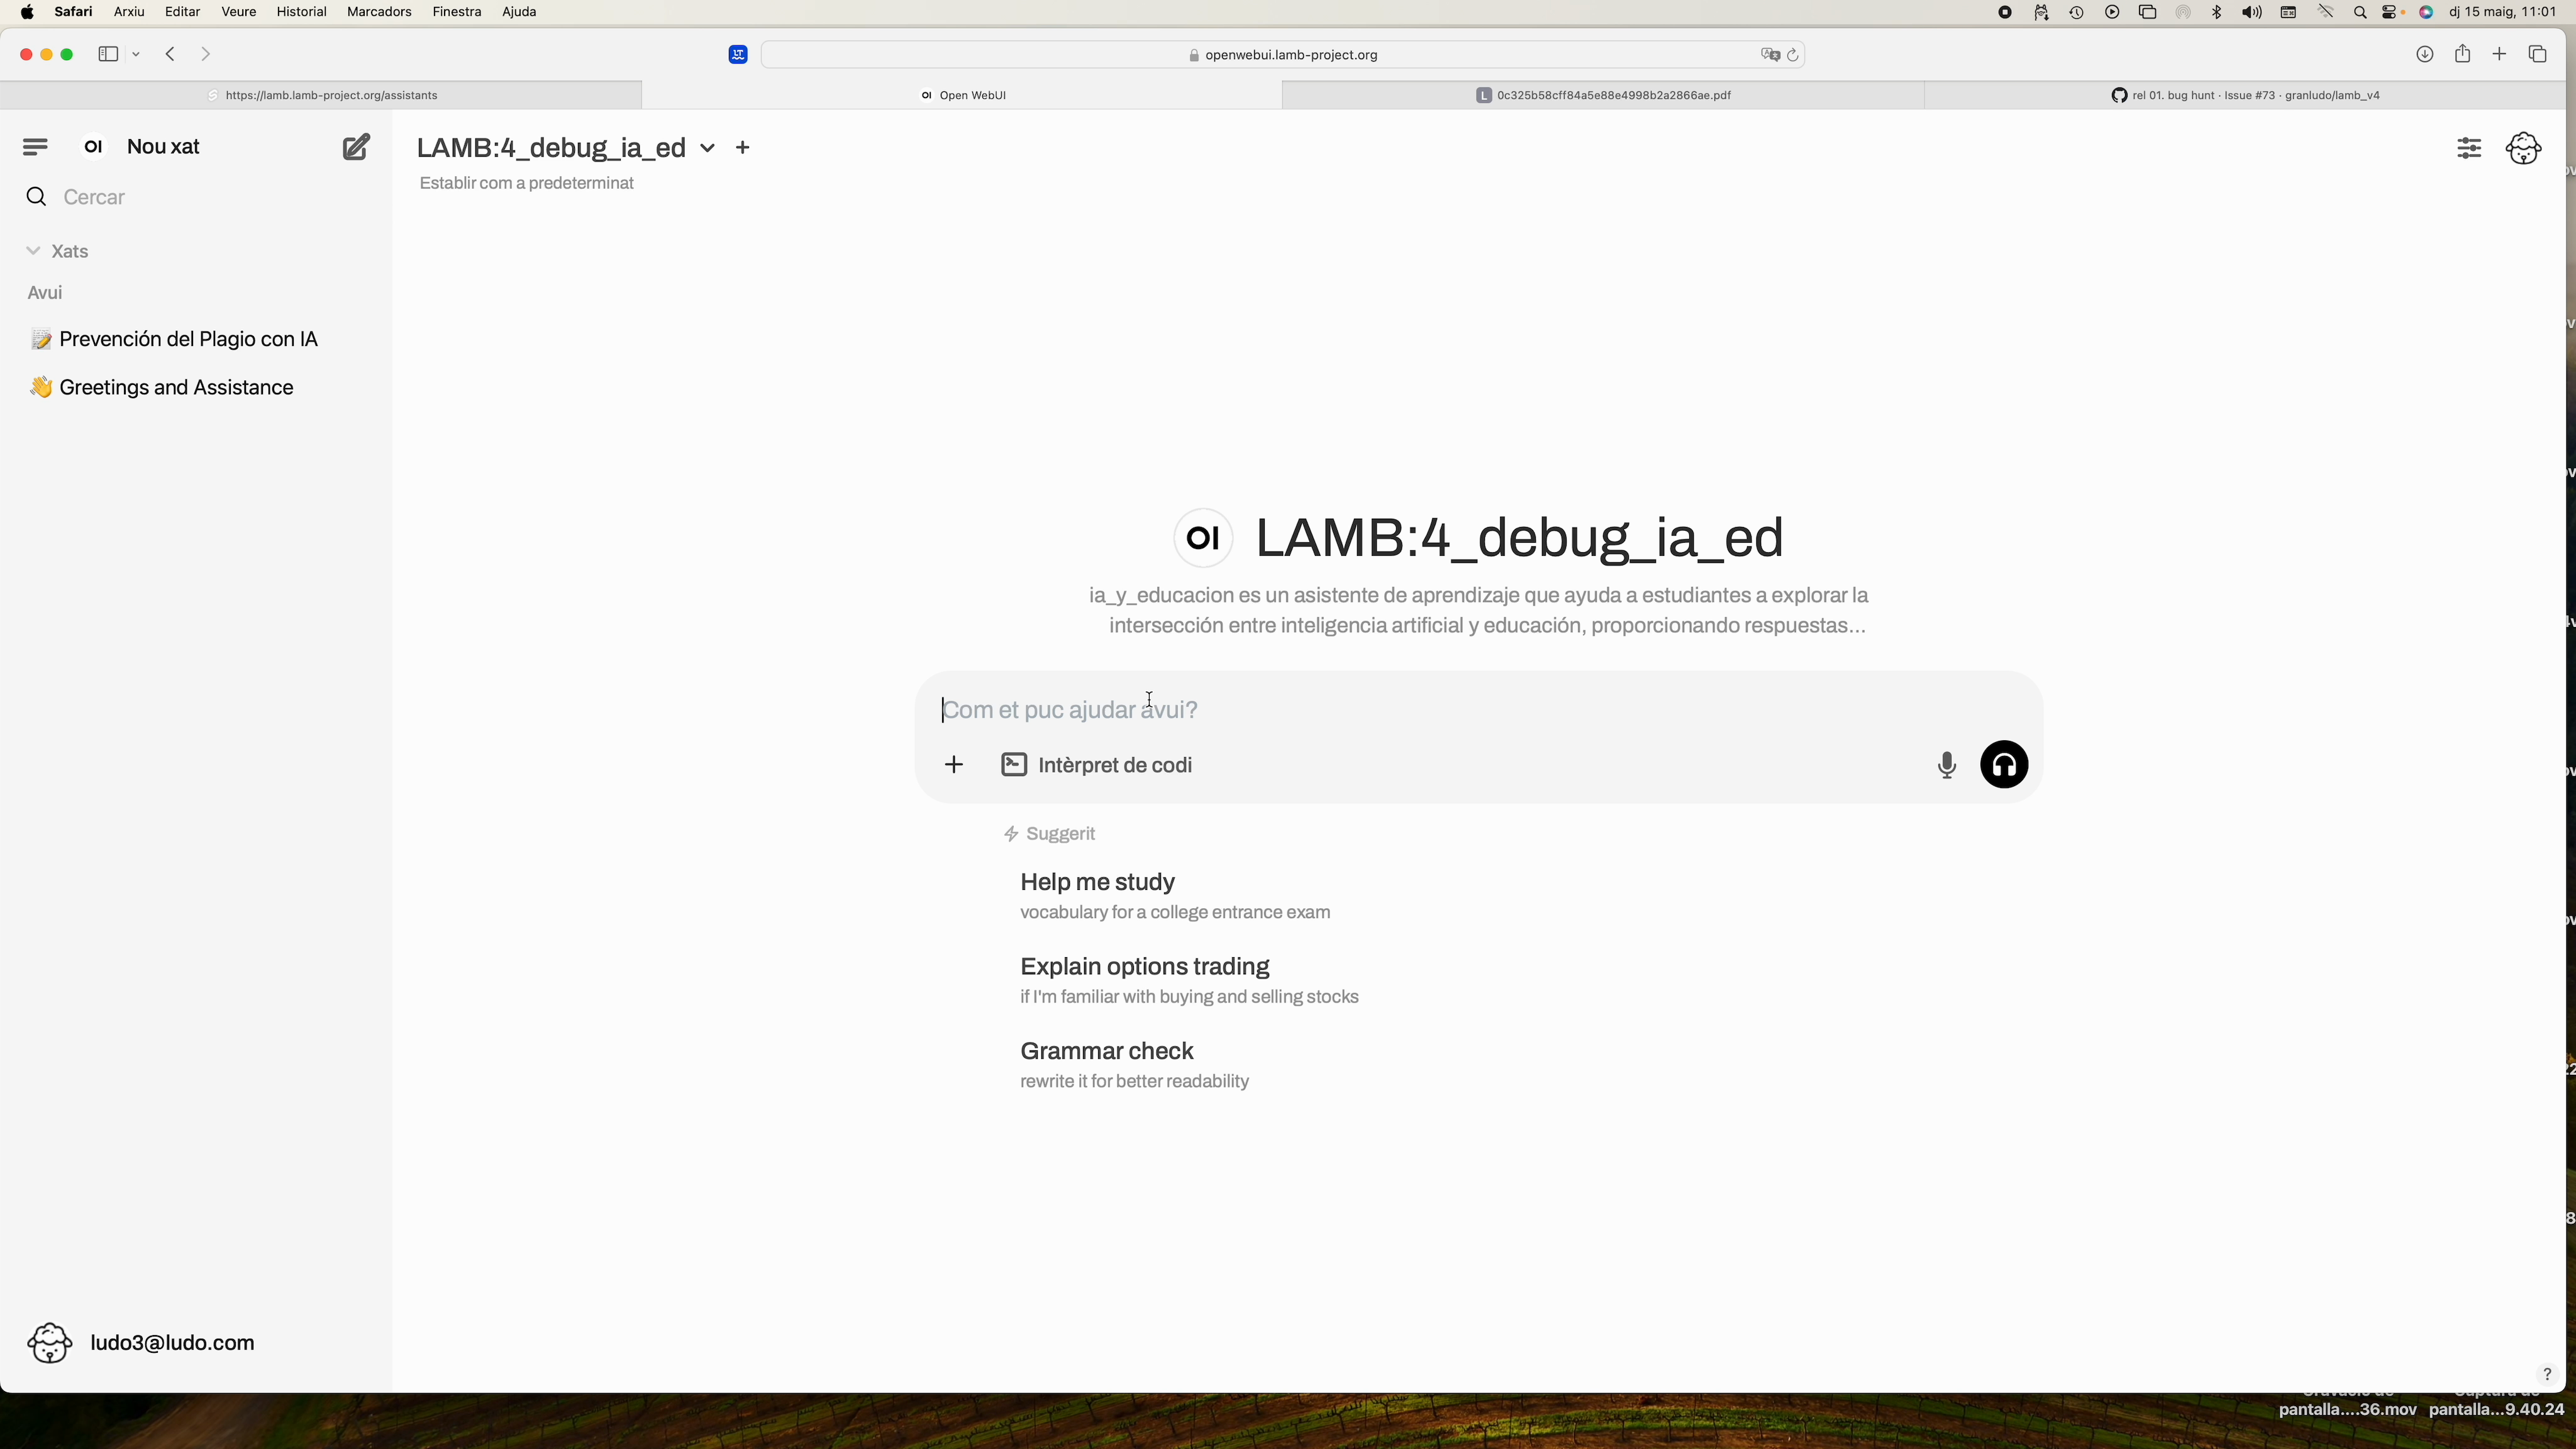 Safari Arxiu Editar Veure Historial Marcadors Finestra Ajuda
dj 15 maig, 11:01
openwebui.lamb-project.org
https://lamb.lamb-project.org/assistants
OI Open WebUI
L 0c325b58cff84a5e88e4998b2a2866ae.pdf
rel 01. bug hunt · Issue #73 · granludo/lamb_v4
OI Nou xat
Cercar
Xats
Avui
Prevención del Plagio con IA
Greetings and Assistance
ludo3@ludo.com
LAMB:4_debug_ia_ed
Establir com a predeterminat
OI LAMB:4_debug_ia_ed
ia_y_educacion es un asistente de aprendizaje que ayuda a estudiantes a explorar la
intersección entre inteligencia artificial y educación, proporcionando respuestas...
Com et puc ajudar avui?
Intèrpret de codi
Suggerit
Help me study
vocabulary for a college entrance exam
Explain options trading
if I'm familiar with buying and selling stocks
Grammar check
rewrite it for better readability
?
pantalla....36.mov pantalla...9.40.24